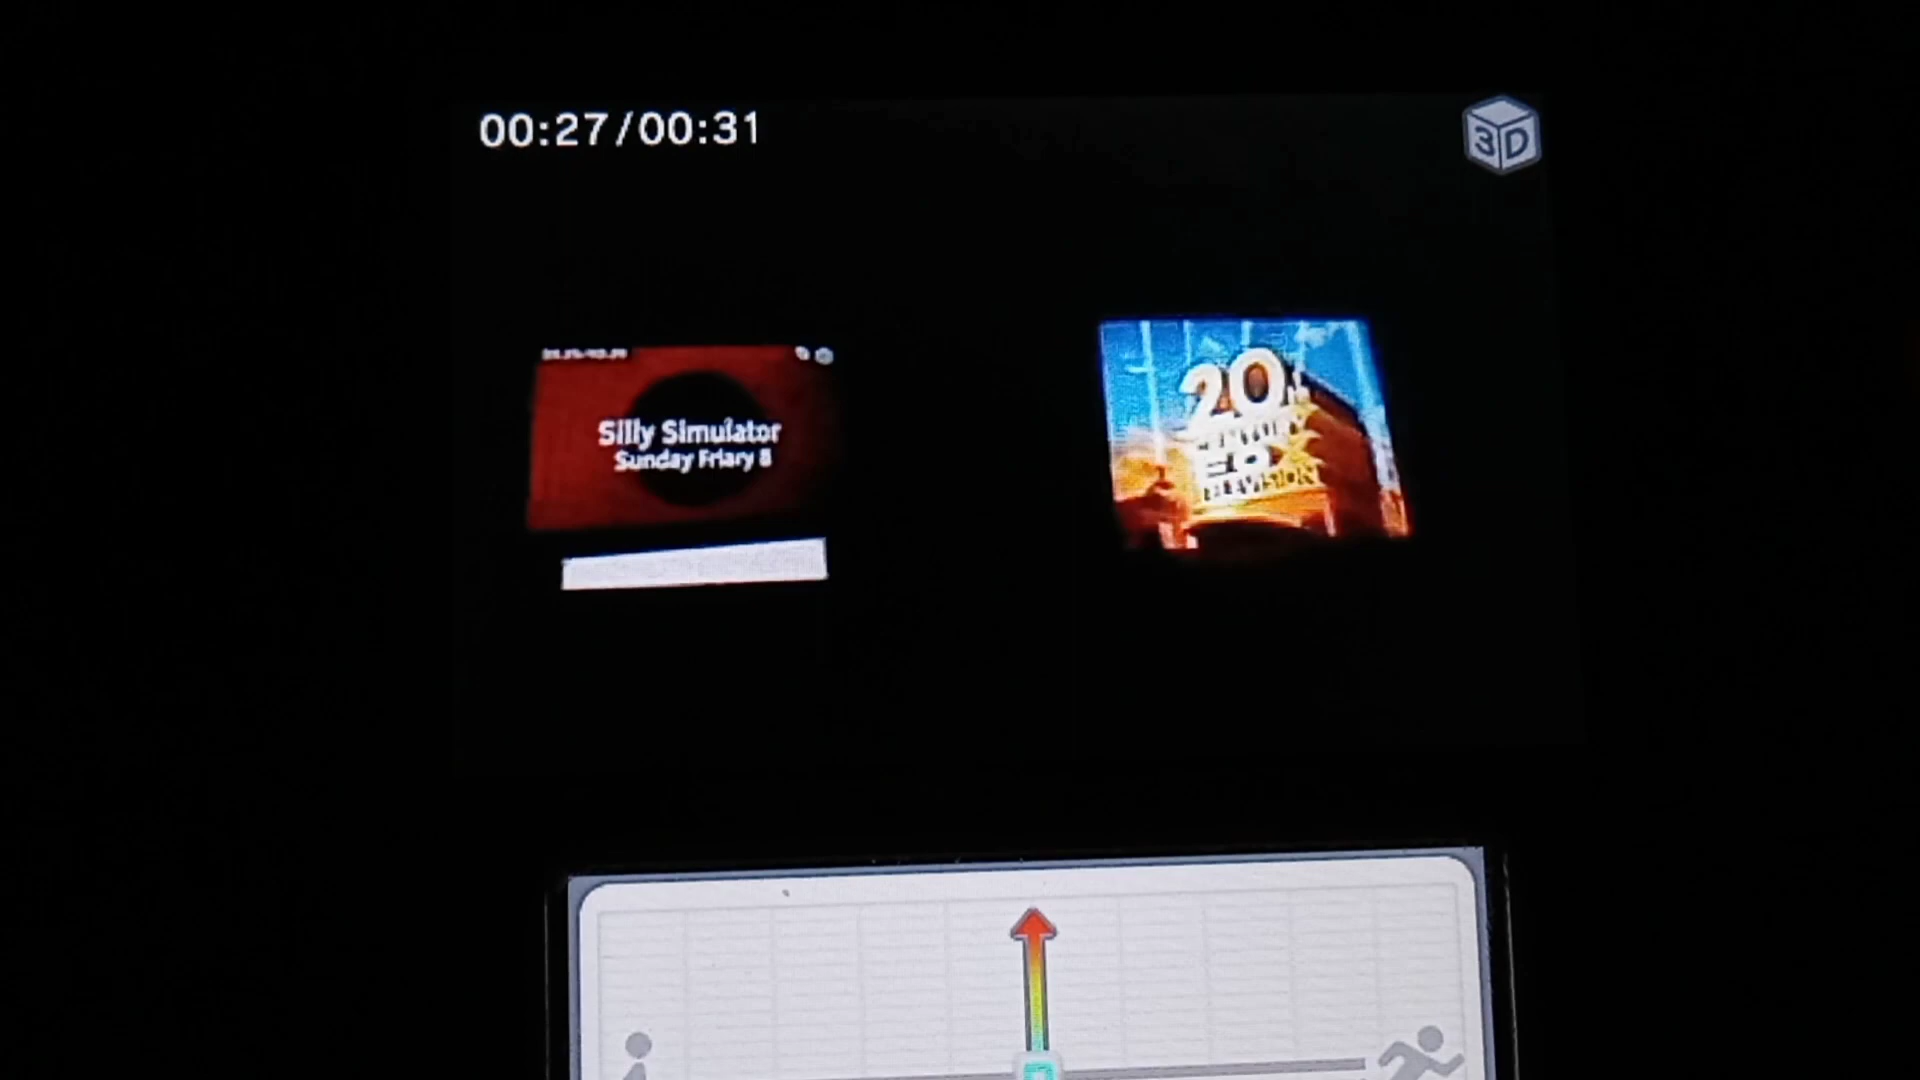 00:27/00:31
3D
Silly Simulator
Sunday Friary 8
20th
CENTURY
FOX
TELEVISION